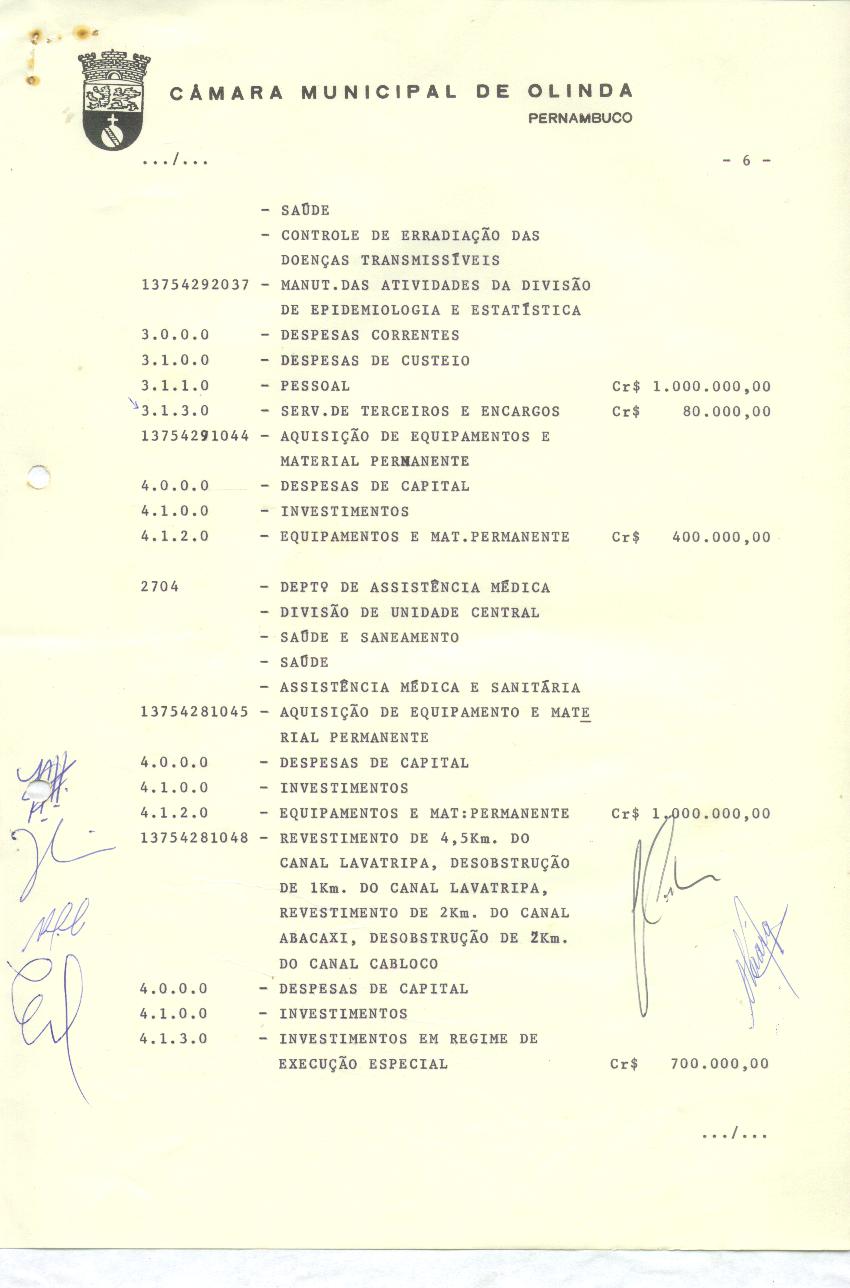 CÂMARA MUNICIPAL DE OLINDA
PERNAMBUCO
.../... - 6 -
- SAÚDE
- CONTROLE DE ERRADIAÇÃO DAS
DOENÇAS TRANSMISSÍVEIS
13754292037 - MANUT.DAS ATIVIDADES DA DIVISÃO
DE EPIDEMIOLOGIA E ESTATÍSTICA
3.0.0.0 - DESPESAS CORRENTES
3.1.0.0 - DESPESAS DE CUSTEIO
3.1.1.0 - PESSOAL Cr$ 1.000.000,00
3.1.3.0 - SERV.DE TERCEIROS E ENCARGOS Cr$ 80.000,00
13754291044 - AQUISIÇÃO DE EQUIPAMENTOS E
MATERIAL PERMANENTE
4.0.0.0 - DESPESAS DE CAPITAL
4.1.0.0 - INVESTIMENTOS
4.1.2.0 - EQUIPAMENTOS E MAT.PERMANENTE Cr$ 400.000,00
2704 - DEPTº DE ASSISTÊNCIA MÉDICA
- DIVISÃO DE UNIDADE CENTRAL
- SAÚDE E SANEAMENTO
- SAÚDE
- ASSISTÊNCIA MÉDICA E SANITÁRIA
13754281045 - AQUISIÇÃO DE EQUIPAMENTO E MATE
RIAL PERMANENTE
4.0.0.0 - DESPESAS DE CAPITAL
4.1.0.0 - INVESTIMENTOS
4.1.2.0 - EQUIPAMENTOS E MAT:PERMANENTE Cr$ 1.000.000,00
13754281048 - REVESTIMENTO DE 4,5Km. DO
CANAL LAVATRIPA, DESOBSTRUÇÃO
DE 1Km. DO CANAL LAVATRIPA,
REVESTIMENTO DE 2Km. DO CANAL
ABACAXI, DESOBSTRUÇÃO DE 2Km.
DO CANAL CABLOCO
4.0.0.0 - DESPESAS DE CAPITAL
4.1.0.0 - INVESTIMENTOS
4.1.3.0 - INVESTIMENTOS EM REGIME DE
EXECUÇÃO ESPECIAL Cr$ 700.000,00
.../...